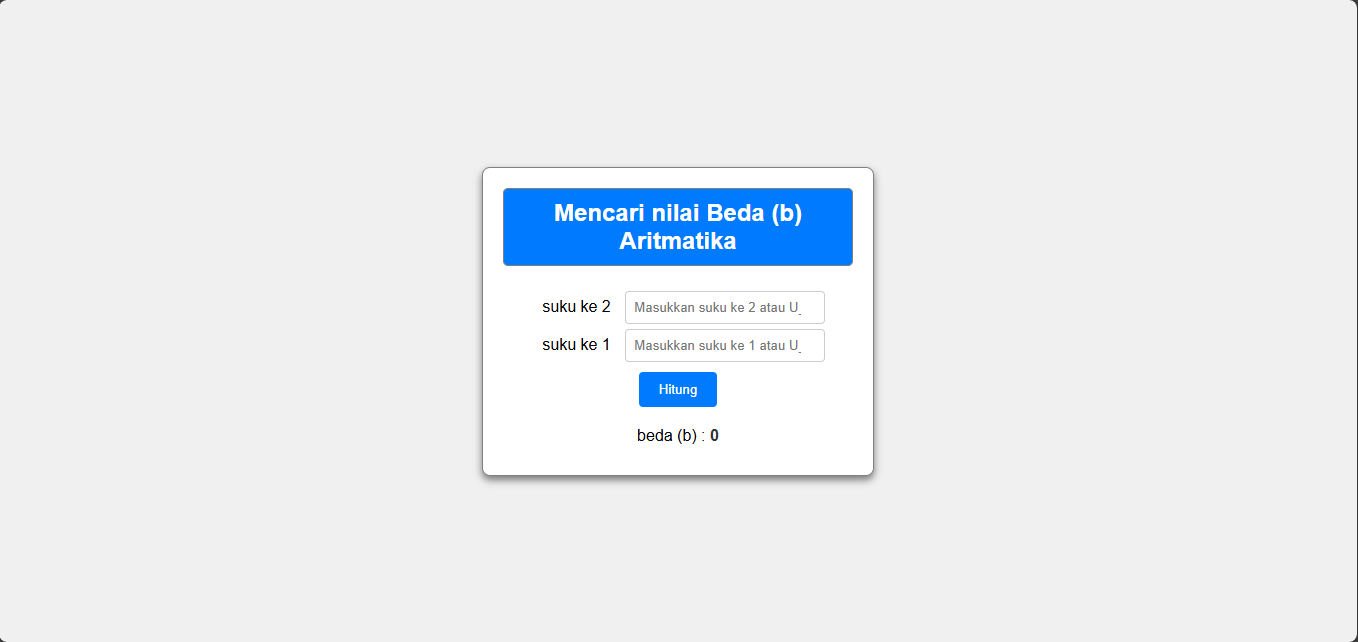 Mencari nilai Beda (b)
Aritmatika
suku ke 2 Masukkan suku ke 2 atau U
suku ke 1 Masukkan suku ke 1 atau U
Hitung
beda (b) : 0